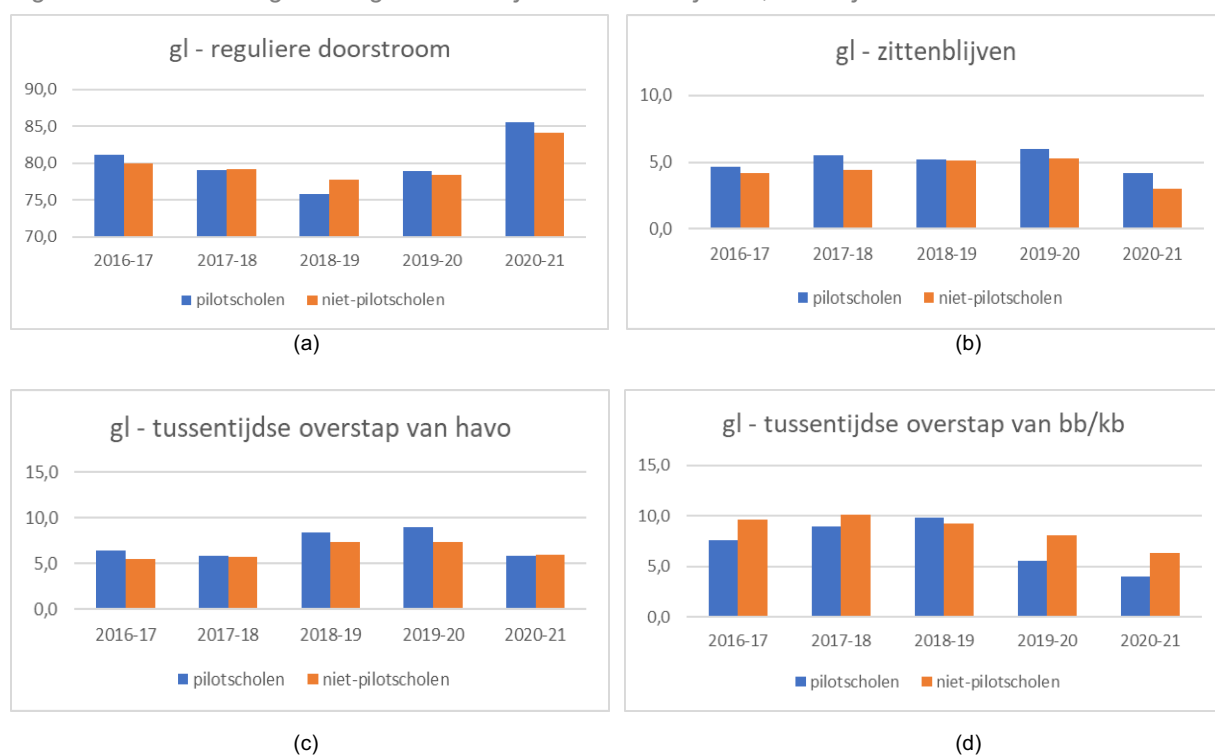 gl - reguliere doorstroom
90,0
85,0
80,0
75,0
70,0
2016-17 2017-18 2018-19 2019-20 2020-21
pilotscholen niet-pilotscholen
(a)
gl - zittenblijven
10,0
5,0
0,0
2016-17 2017-18 2018-19 2019-20 2020-21
pilotscholen niet-pilotscholen
(b)
gl - tussentijdse overstap van havo
15,0
10,0
5,0
0,0
2016-17 2017-18 2018-19 2019-20 2020-21
pilotscholen niet-pilotscholen
(c)
gl - tussentijdse overstap van bb/kb
15,0
10,0
5,0
0,0
2016-17 2017-18 2018-19 2019-20 2020-21
pilotscholen niet-pilotscholen
(d)